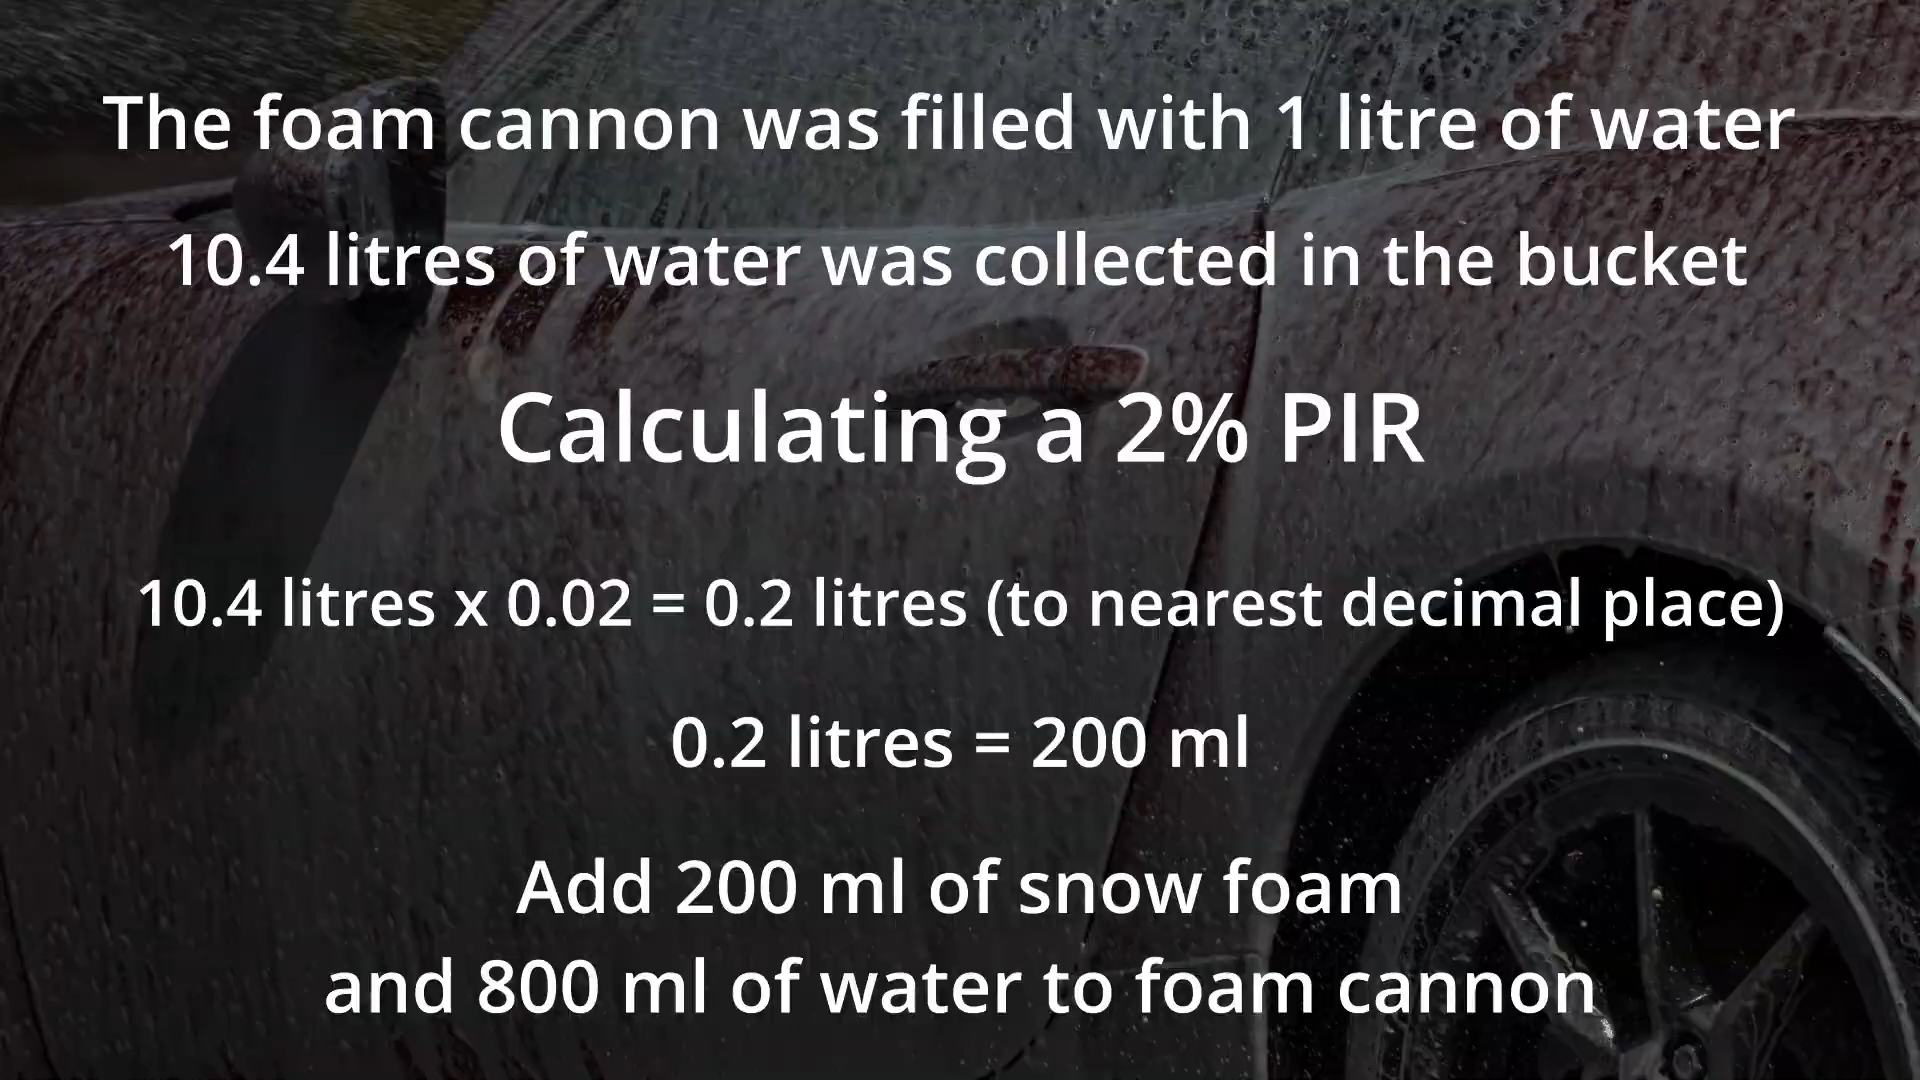 The foam cannon was filled with 1 litre of water
10.4 litres of water was collected in the bucket
Calculating a 2% PIR
10.4 litres x 0.02 = 0.2 litres (to nearest decimal place)
0.2 litres = 200 ml
Add 200 ml of snow foam
and 800 ml of water to foam cannon